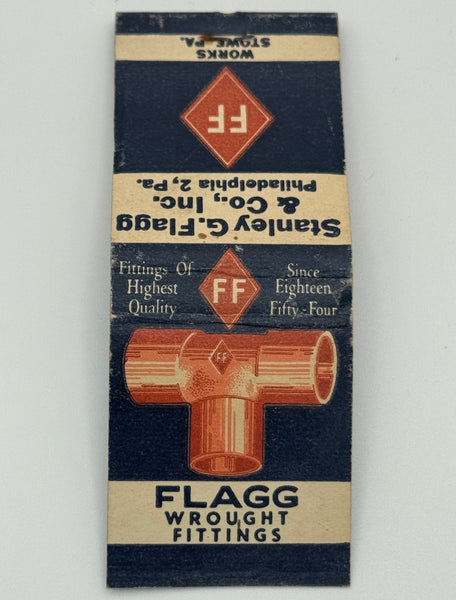 WORKS
STOWE, PA.
FF
Stanley G. Flagg
& Co., Inc.
Philadelphia 2, Pa.
Fittings Of
Highest
Quality
FF
Since
Eighteen
Fifty-Four
FF
FLAGG
WROUGHT
FITTINGS